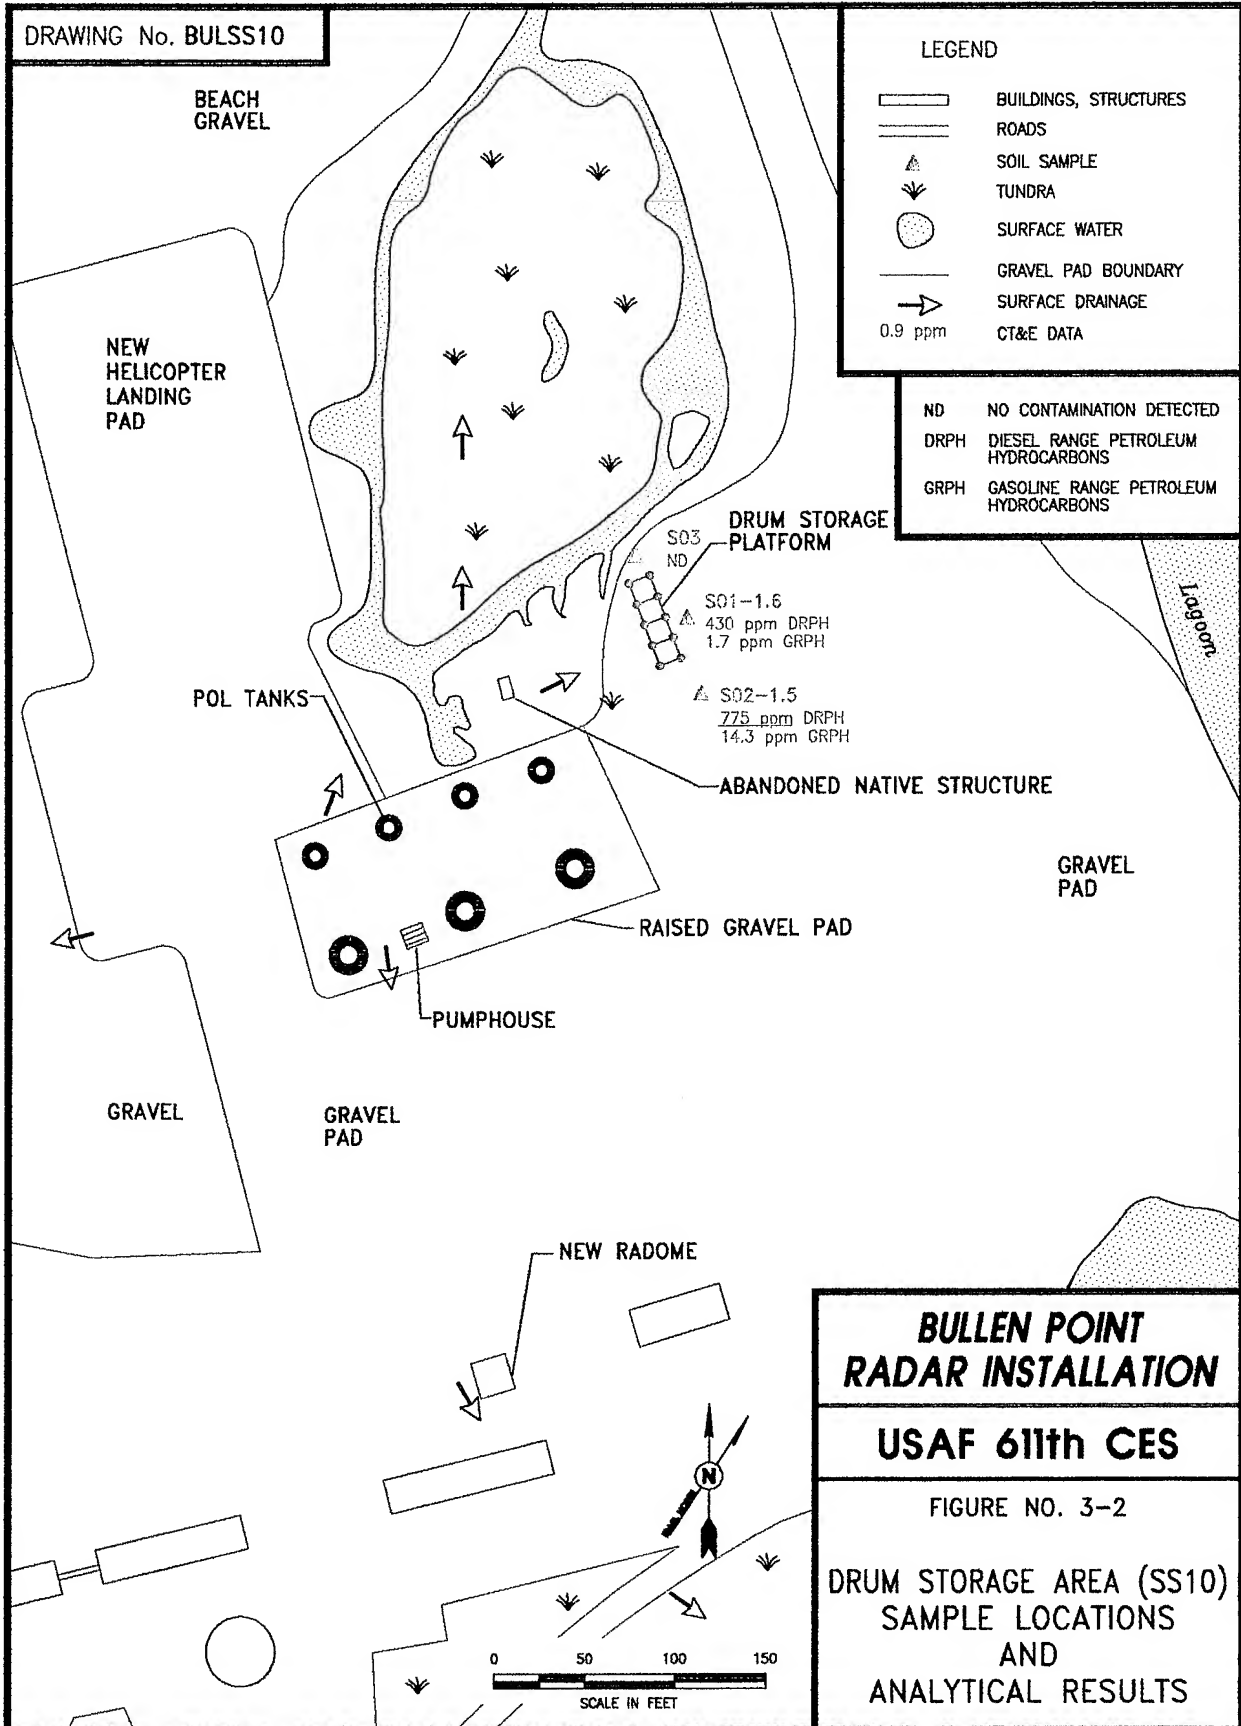 DRAWING No. BULSS10
BEACH
GRAVEL
LEGEND
BUILDINGS, STRUCTURES
ROADS
SOIL SAMPLE
TUNDRA
SURFACE WATER
GRAVEL PAD BOUNDARY
SURFACE DRAINAGE
0.9 ppm CT&E DATA
ND NO CONTAMINATION DETECTED
DRPH DIESEL RANGE PETROLEUM
HYDROCARBONS
GRPH GASOLINE RANGE PETROLEUM
HYDROCARBONS
NEW
HELICOPTER
LANDING
PAD
DRUM STORAGE
PLATFORM
S03
ND
S01-1.6
430 ppm DRPH
1.7 ppm GRPH
Lagoon
POL TANKS
S02-1.5
775 ppm DRPH
14.3 ppm GRPH
ABANDONED NATIVE STRUCTURE
GRAVEL
PAD
RAISED GRAVEL PAD
PUMPHOUSE
GRAVEL
GRAVEL
PAD
NEW RADOME
N
0 50 100 150
SCALE IN FEET
BULLEN POINT
RADAR INSTALLATION
USAF 611th CES
FIGURE NO. 3-2
DRUM STORAGE AREA (SS10)
SAMPLE LOCATIONS
AND
ANALYTICAL RESULTS